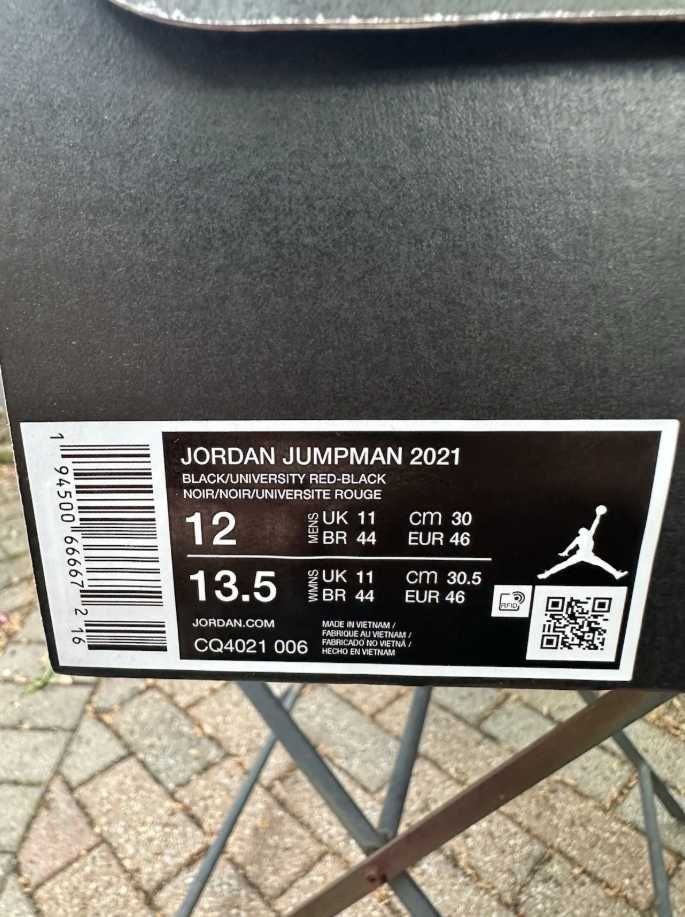 1 94500 66667 2 16
JORDAN JUMPMAN 2021
BLACK/UNIVERSITY RED-BLACK
NOIR/NOIR/UNIVERSITE ROUGE
12 MENS UK 11 cm 30
BR 44 EUR 46
13.5 WMNS UK 11 cm 30.5
BR 44 EUR 46
RFID
JORDAN.COM
CQ4021 006
MADE IN VIETNAM /
FABRIQUE AU VIETNAM /
FABRICADO NO VIETNÃ /
HECHO EN VIETNAM